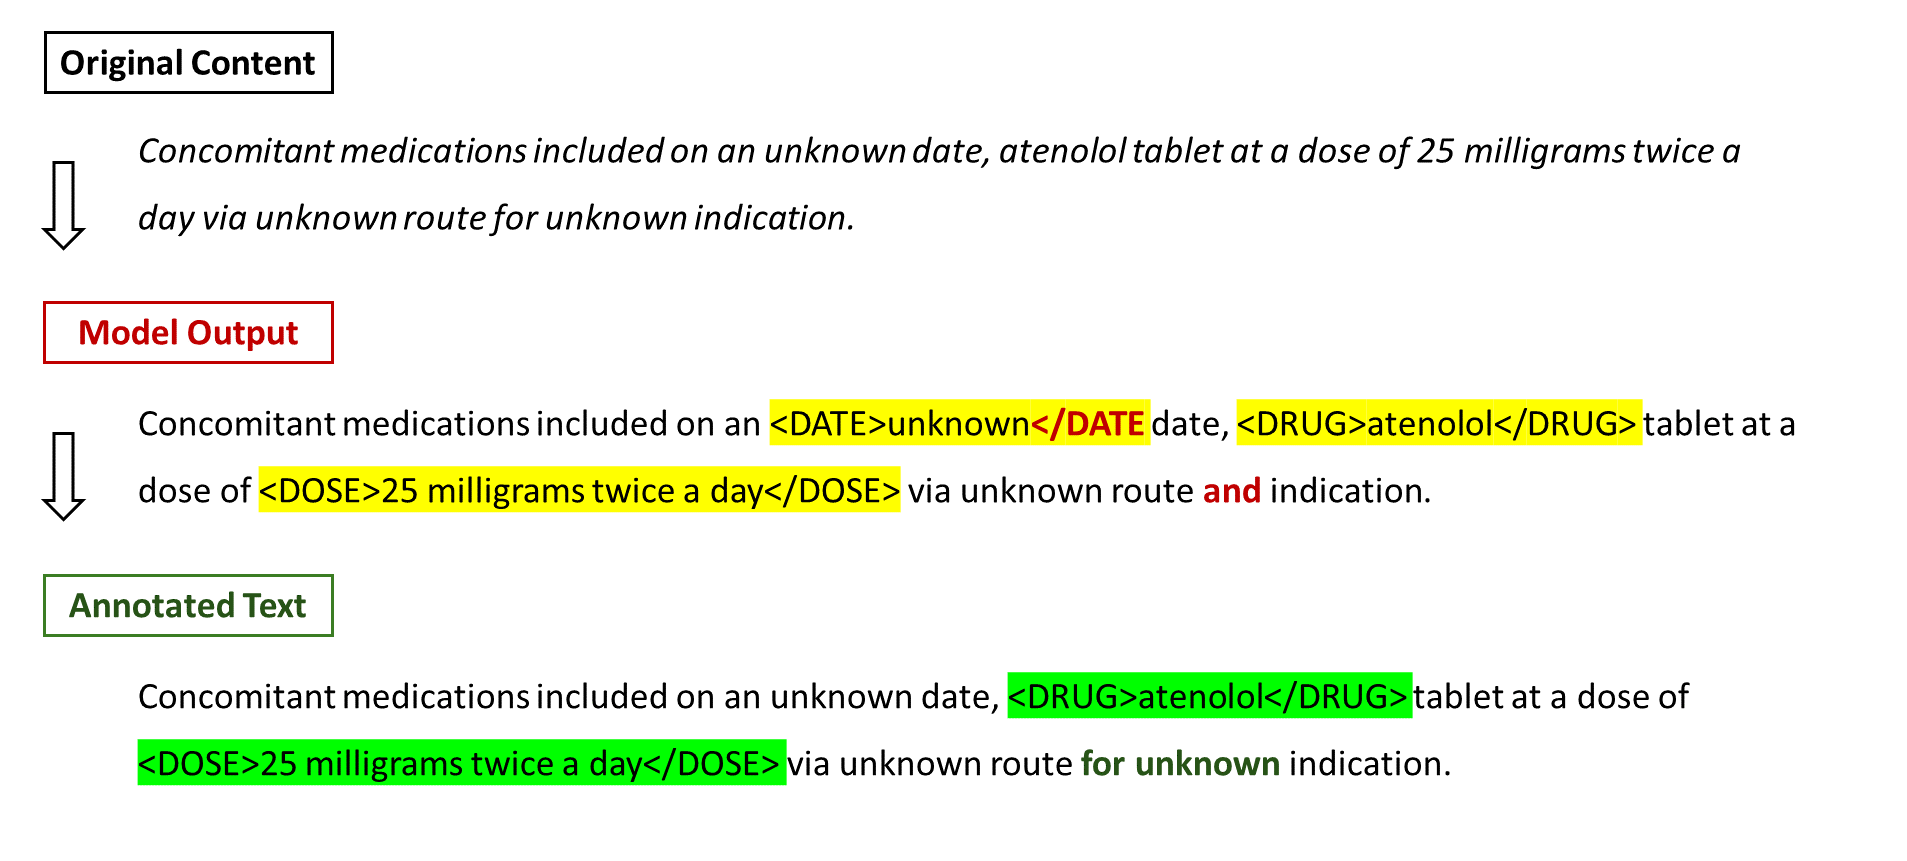 Original Content
Concomitant medications included on an unknown date, atenolol tablet at a dose of 25 milligrams twice a
day via unknown route for unknown indication.
Model Output
Concomitant medications included on an <DATE>unknown</DATE date, <DRUG>atenolol</DRUG> tablet at a
dose of <DOSE>25 milligrams twice a day</DOSE> via unknown route and indication.
Annotated Text
Concomitant medications included on an unknown date, <DRUG>atenolol</DRUG> tablet at a dose of
<DOSE>25 milligrams twice a day</DOSE> via unknown route for unknown indication.